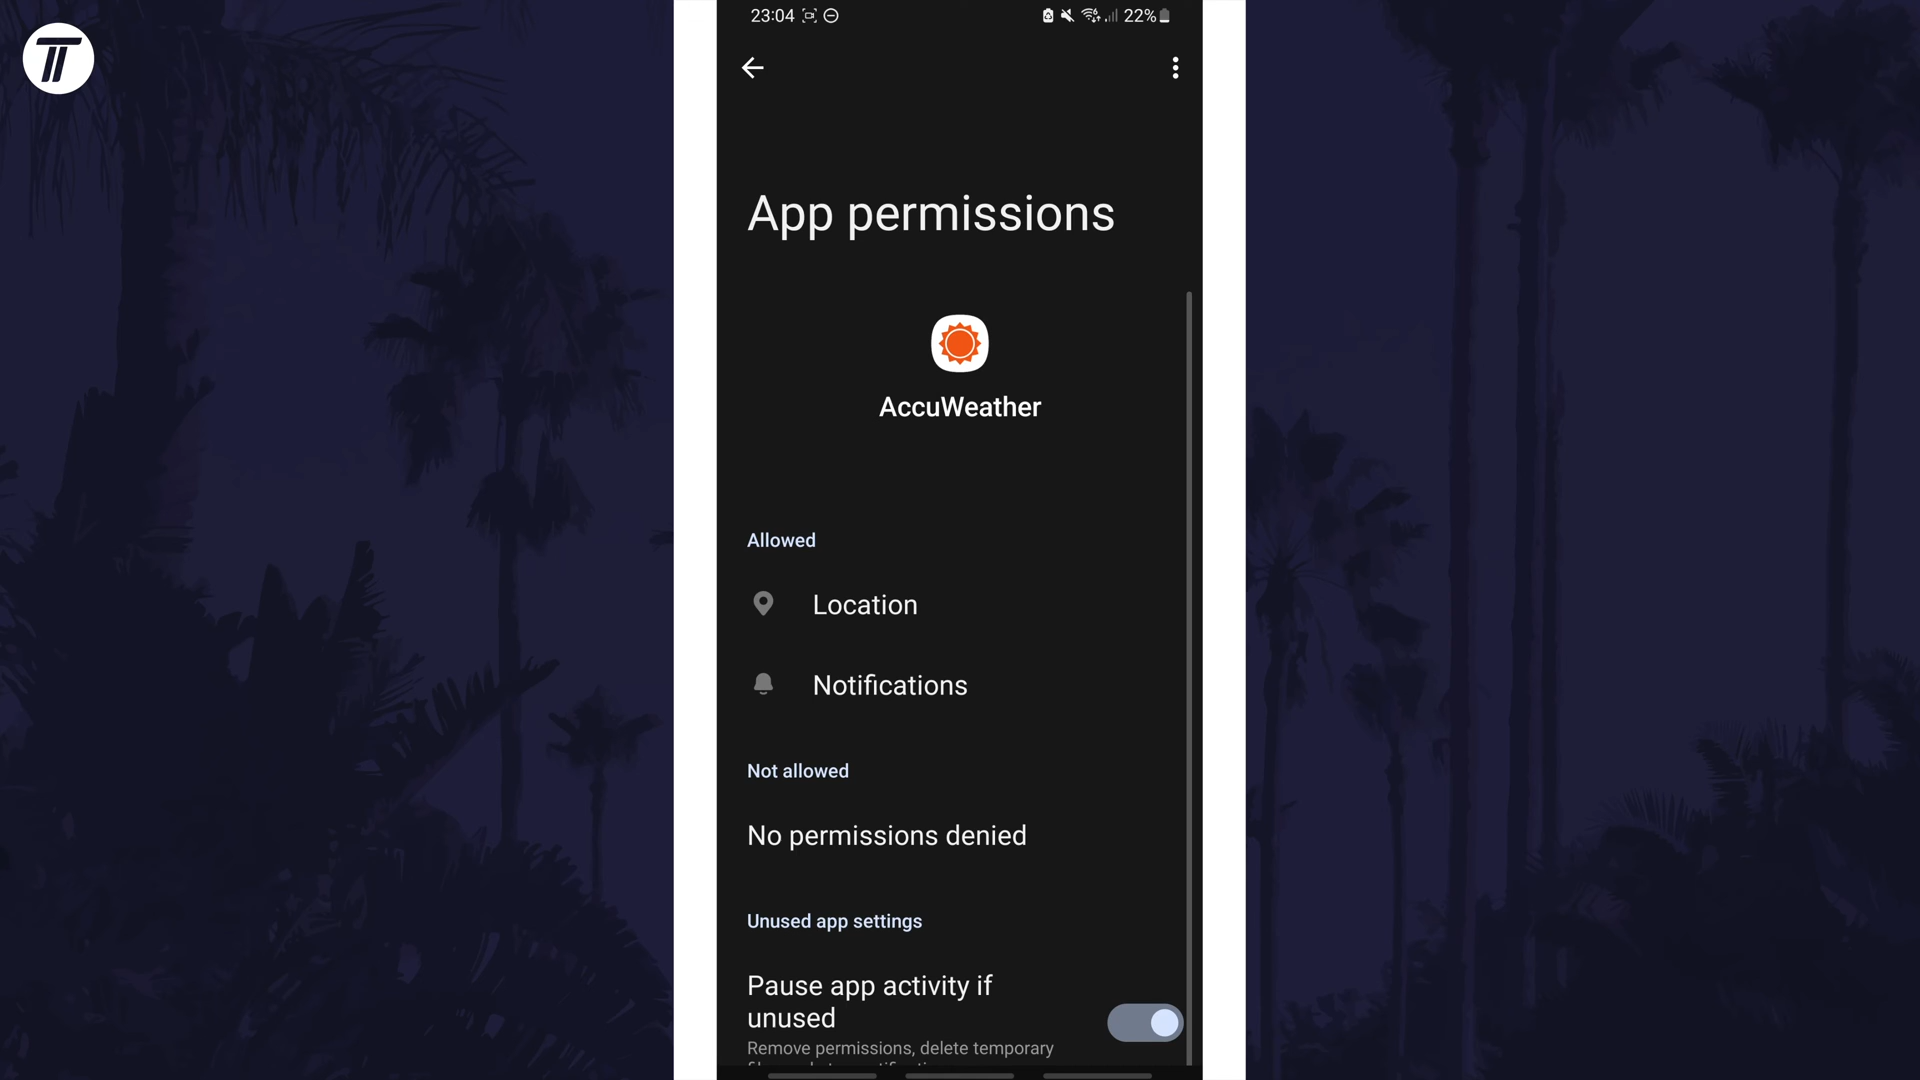 23:04
22%
App permissions
AccuWeather
Allowed
Location
Notifications
Not allowed
No permissions denied
Unused app settings
Pause app activity if
unused
Remove permissions, delete temporary